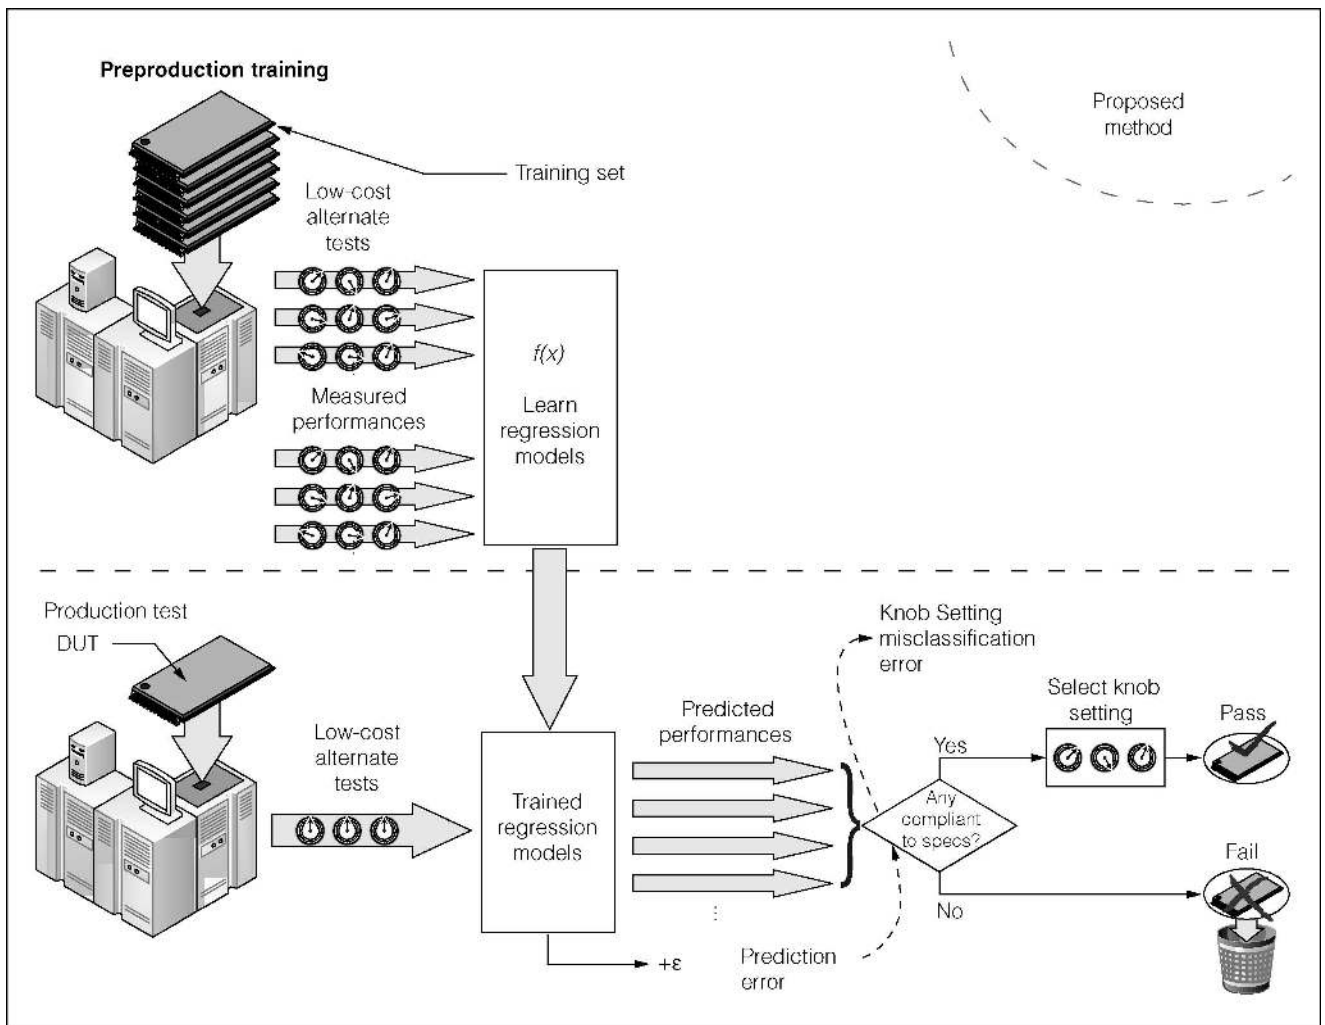 Preproduction training
Proposed
method
Training set
Low-cost
alternate
tests
f(x)
Learn
regression
models
Measured
performances
Production test
DUT
Knob Setting
misclassification
error
Low-cost
alternate
tests
Trained
regression
models
Predicted
performances
Select knob
setting
Pass
Yes
Any
compliant
to specs?
No
Fail
+ε
Prediction
error